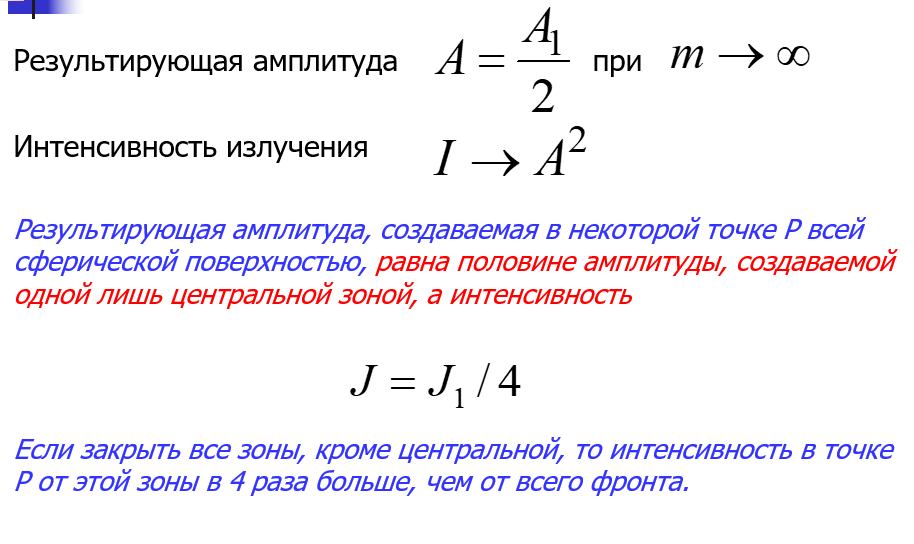 Результирующая амплитуда A = A₁/2 при m → ∞
Интенсивность излучения I → A²
Результирующая амплитуда, создаваемая в некоторой точке Р всей
сферической поверхностью, равна половине амплитуды, создаваемой
одной лишь центральной зоной, а интенсивность
J = J₁ / 4
Если закрыть все зоны, кроме центральной, то интенсивность в точке
Р от этой зоны в 4 раза больше, чем от всего фронта.